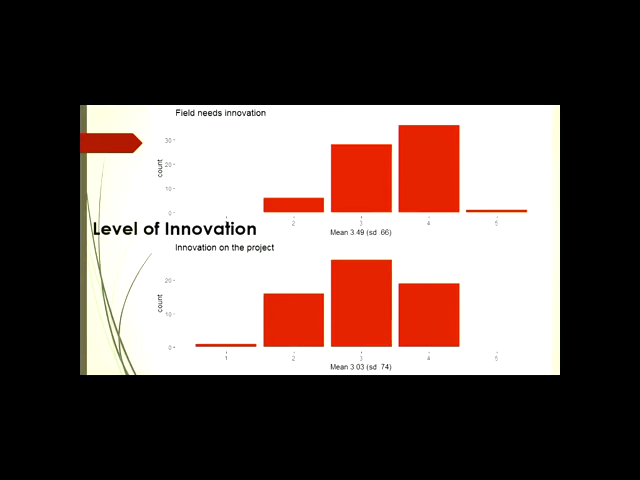 Field needs innovation
30
20
10
0
count
2
3
4
5
Mean 3.49 (sd 66)
Level of Innovation
Innovation on the project
20
10
0
count
1
2
3
4
5
Mean 3.03 (sd 74)